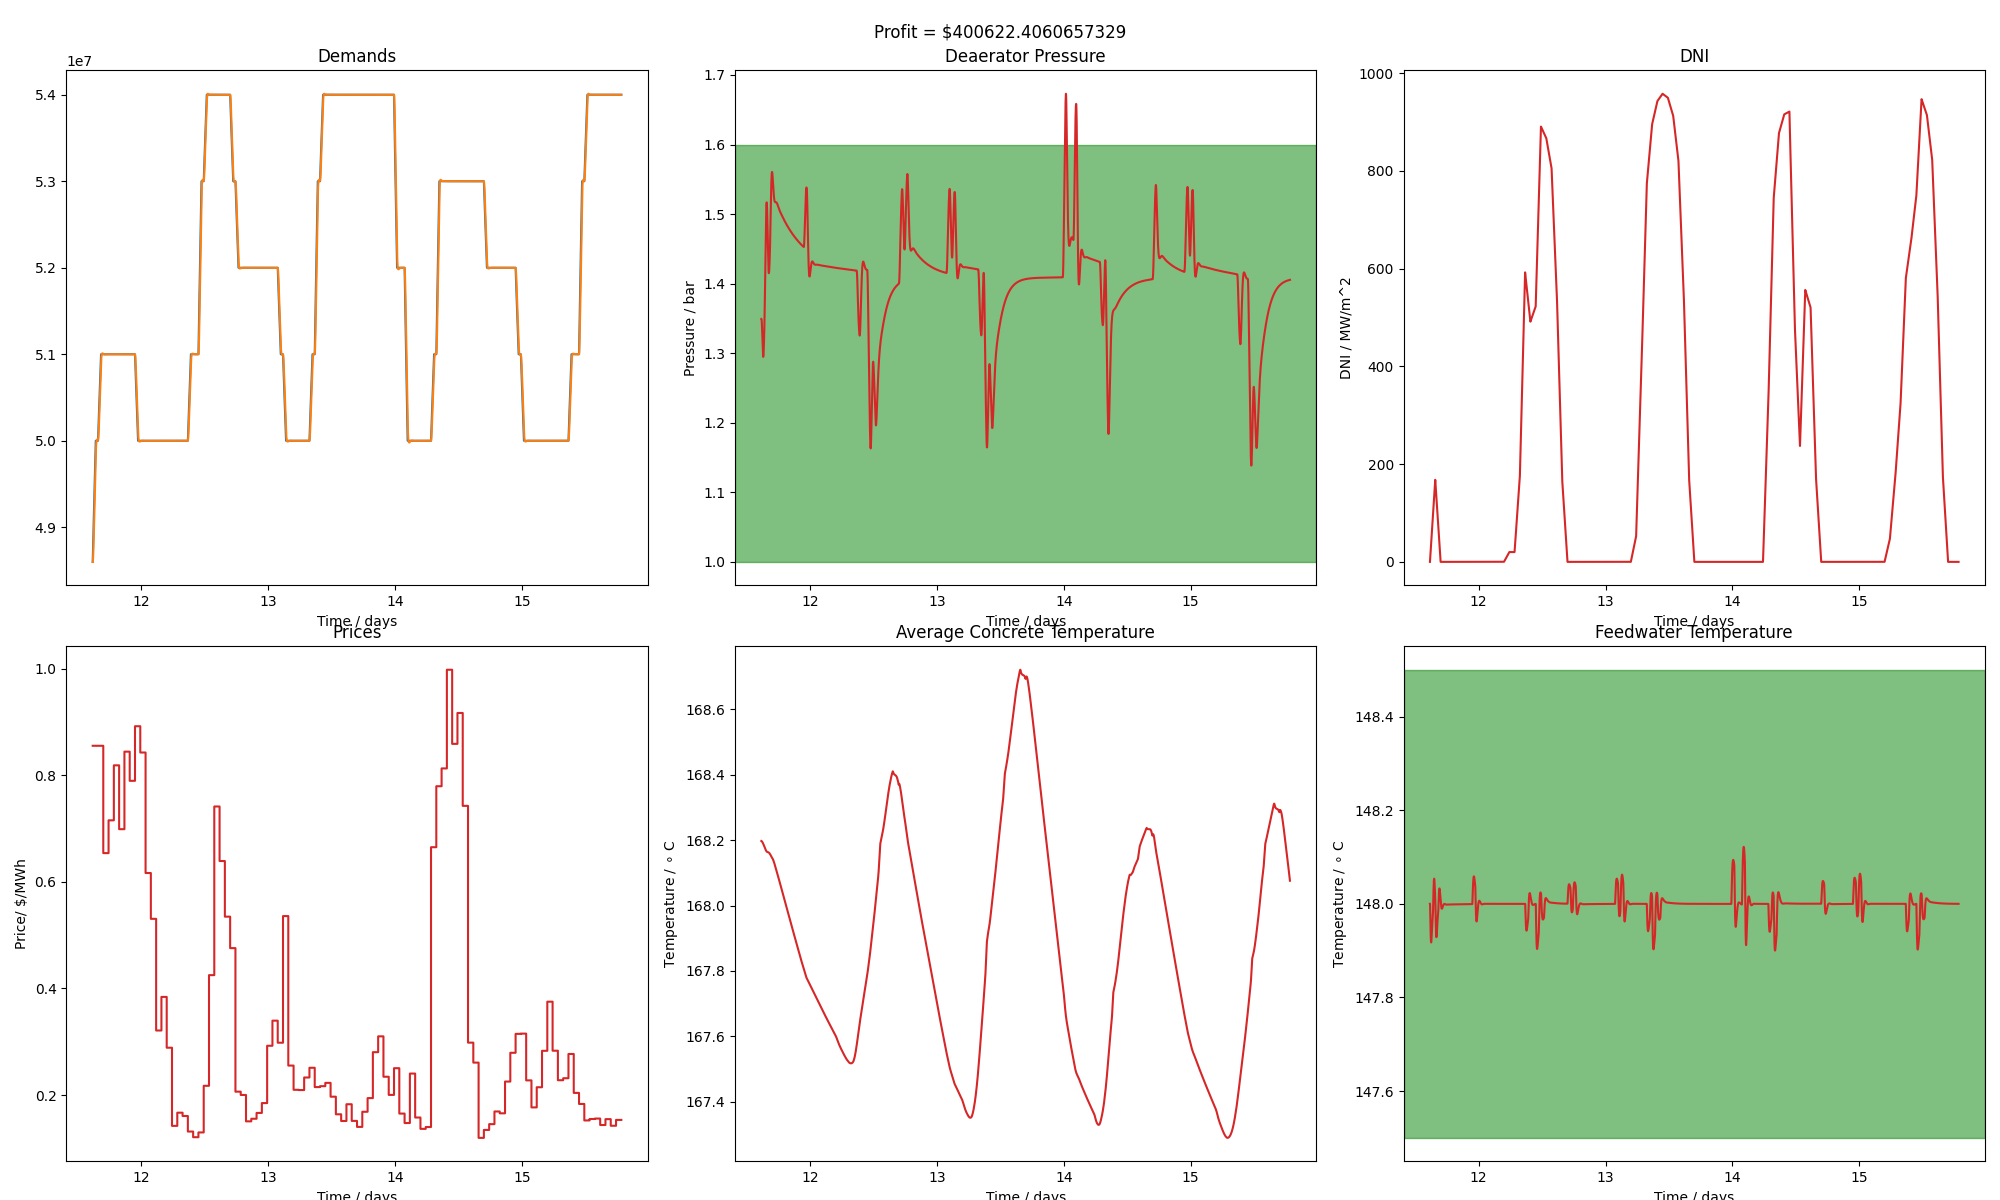 Profit = $400622.4060657329
Demands
1e7
5.4
5.3
5.2
5.1
5.0
4.9
12 13 14 15
Time / days
Deaerator Pressure
Pressure / bar
1.7
1.6
1.5
1.4
1.3
1.2
1.1
1.0
12 13 14 15
Time / days
DNI
DNI / MW/m^2
1000
800
600
400
200
0
12 13 14 15
Time / days
Prices
Price/ $/MWh
1.0
0.8
0.6
0.4
0.2
12 13 14 15
Time / days
Average Concrete Temperature
Temperature / ∘ C
168.6
168.4
168.2
168.0
167.8
167.6
167.4
12 13 14 15
Time / days
Feedwater Temperature
Temperature / ∘ C
148.4
148.2
148.0
147.8
147.6
12 13 14 15
Time / days